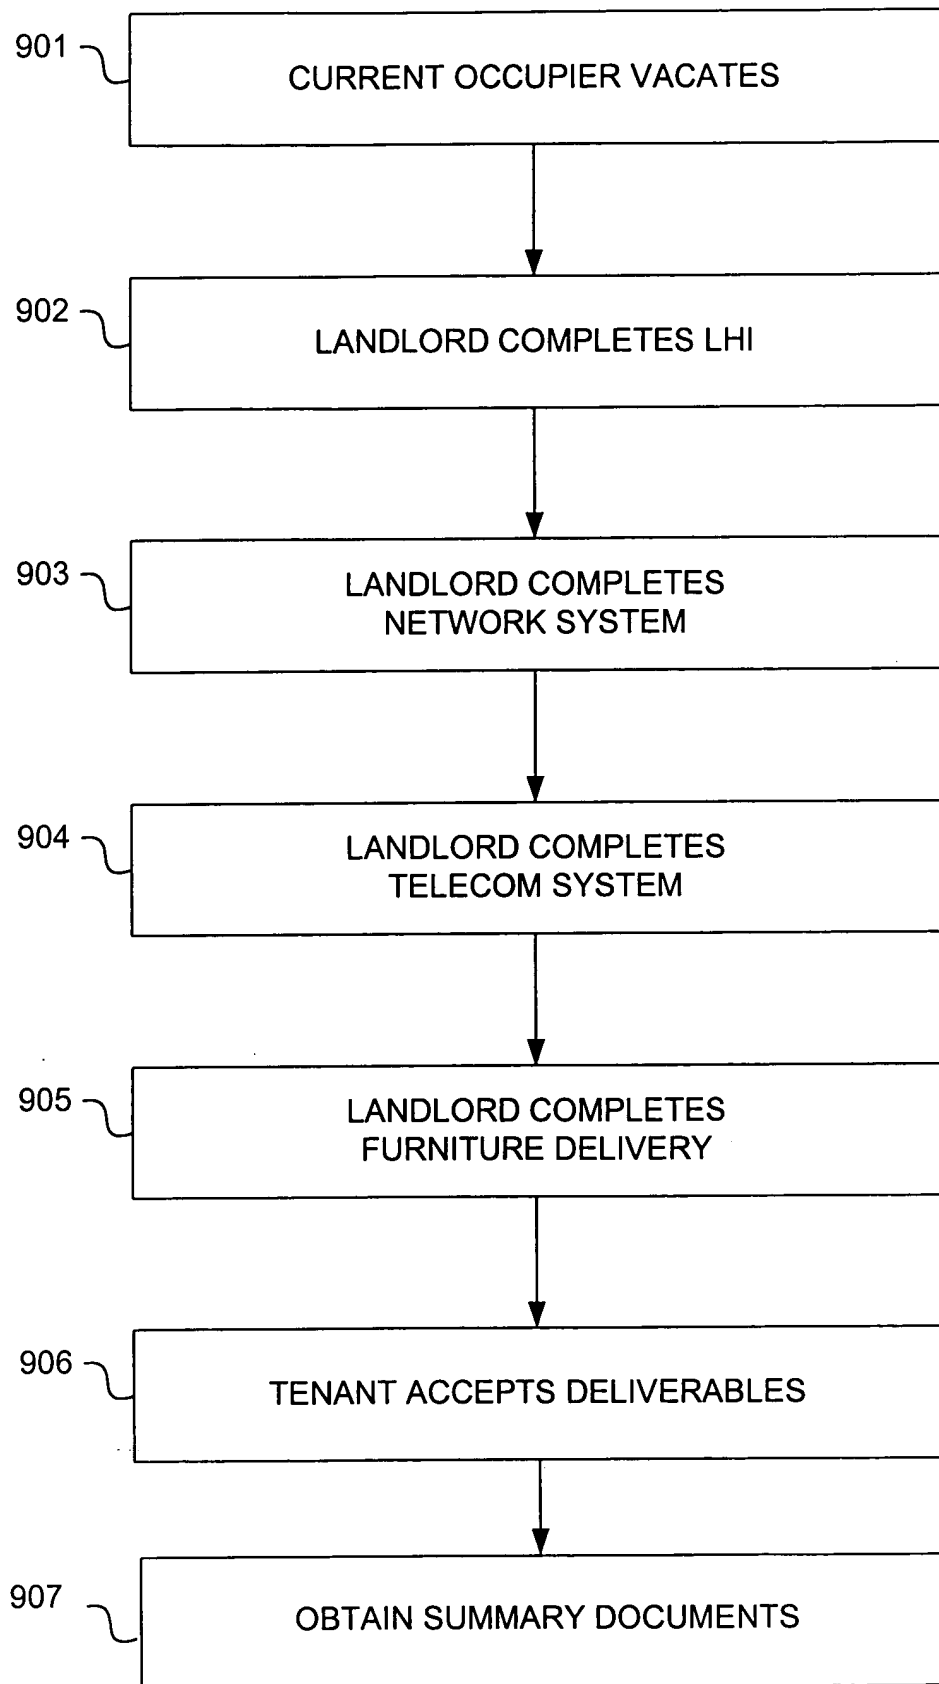 901
CURRENT OCCUPIER VACATES
902
LANDLORD COMPLETES LHI
903
LANDLORD COMPLETES
NETWORK SYSTEM
904
LANDLORD COMPLETES
TELECOM SYSTEM
905
LANDLORD COMPLETES
FURNITURE DELIVERY
906
TENANT ACCEPTS DELIVERABLES
907
OBTAIN SUMMARY DOCUMENTS